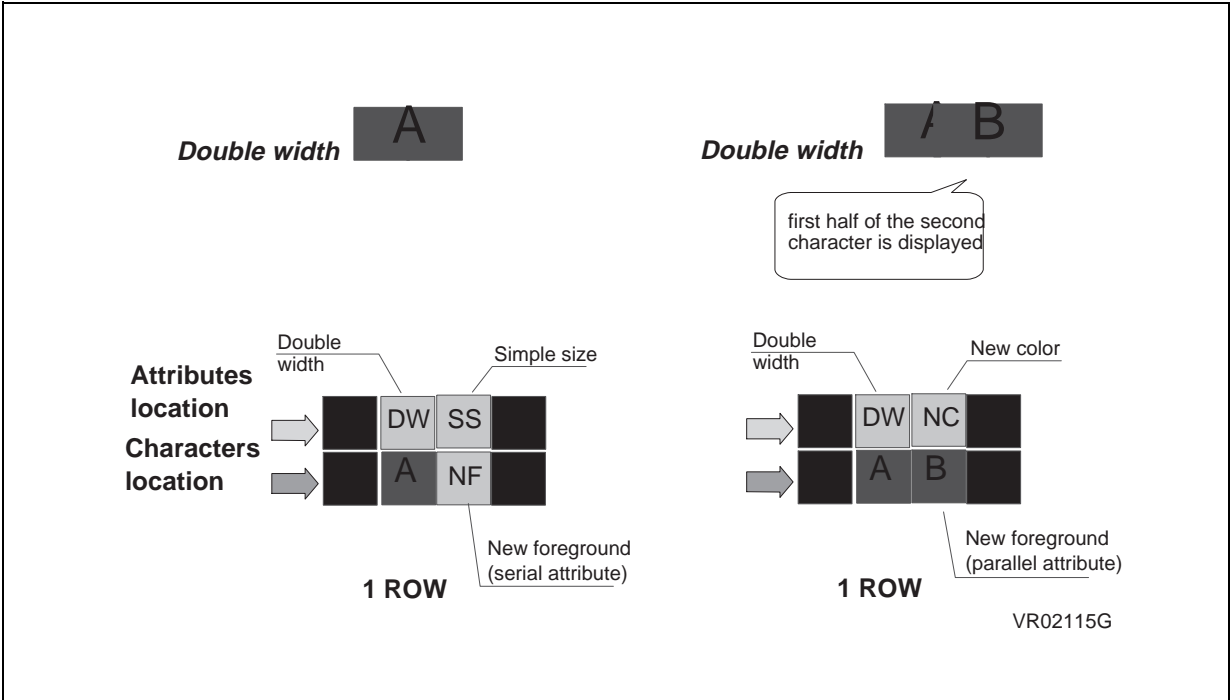 A
Double width
A B
Double width
first half of the second
character is displayed
Double
width
Simple size
Attributes
location
Characters
location
DW SS
A NF
New foreground
(serial attribute)
1 ROW
Double
width
New color
DW NC
A B
New foreground
(parallel attribute)
1 ROW
VR02115G